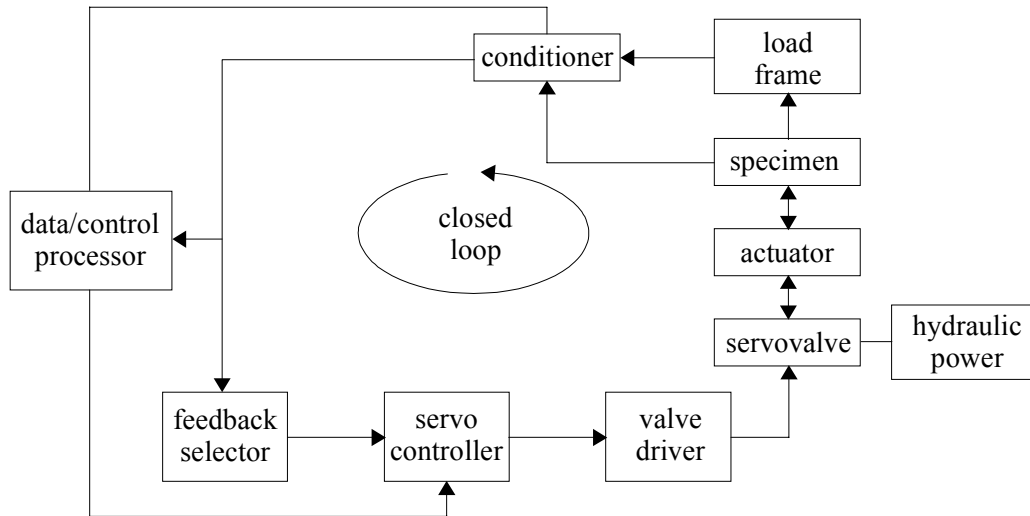 conditioner
load
frame
specimen
data/control
processor
closed
loop
actuator
servovalve
hydraulic
power
feedback
selector
servo
controller
valve
driver